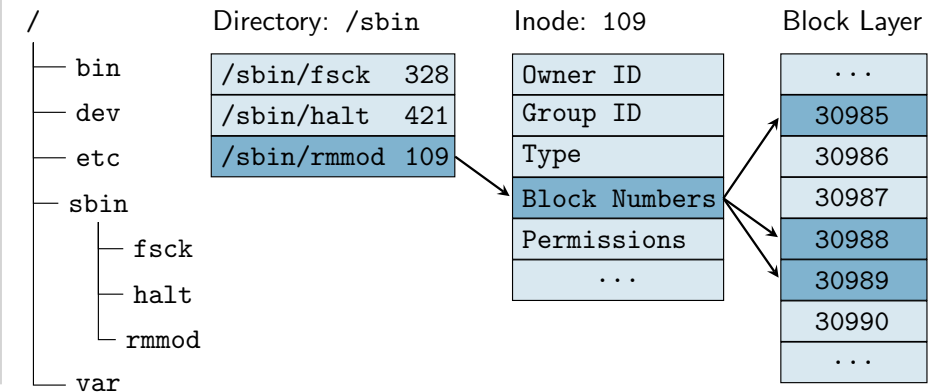 /
bin
dev
etc
sbin
fsck
halt
rmmod
var
Directory: /sbin
/sbin/fsck 328
/sbin/halt 421
/sbin/rmmod 109
Inode: 109
Owner ID
Group ID
Type
Block Numbers
Permissions
...
Block Layer
...
30985
30986
30987
30988
30989
30990
...